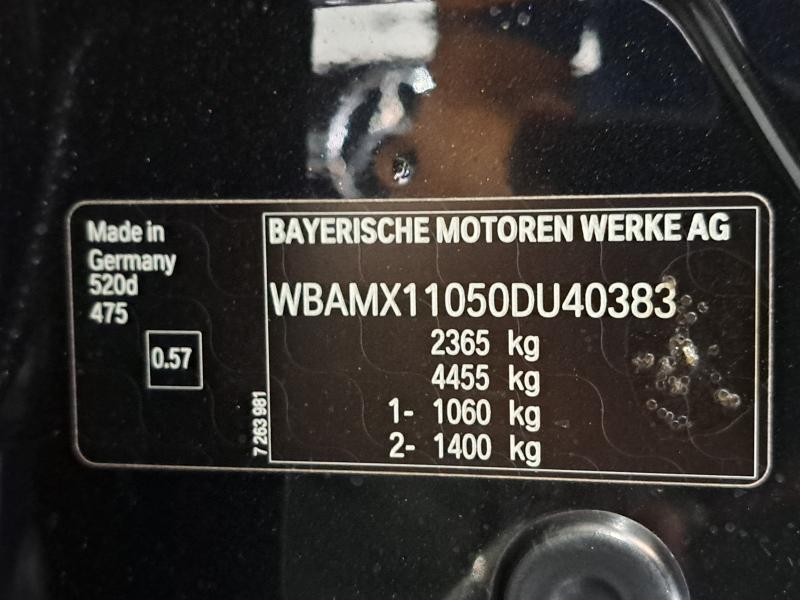 Made in
Germany
520d
475
0.57
7 263 981
BAYERISCHE MOTOREN WERKE AG
WBAMX11050DU40383
2365 kg
4455 kg
1- 1060 kg
2- 1400 kg